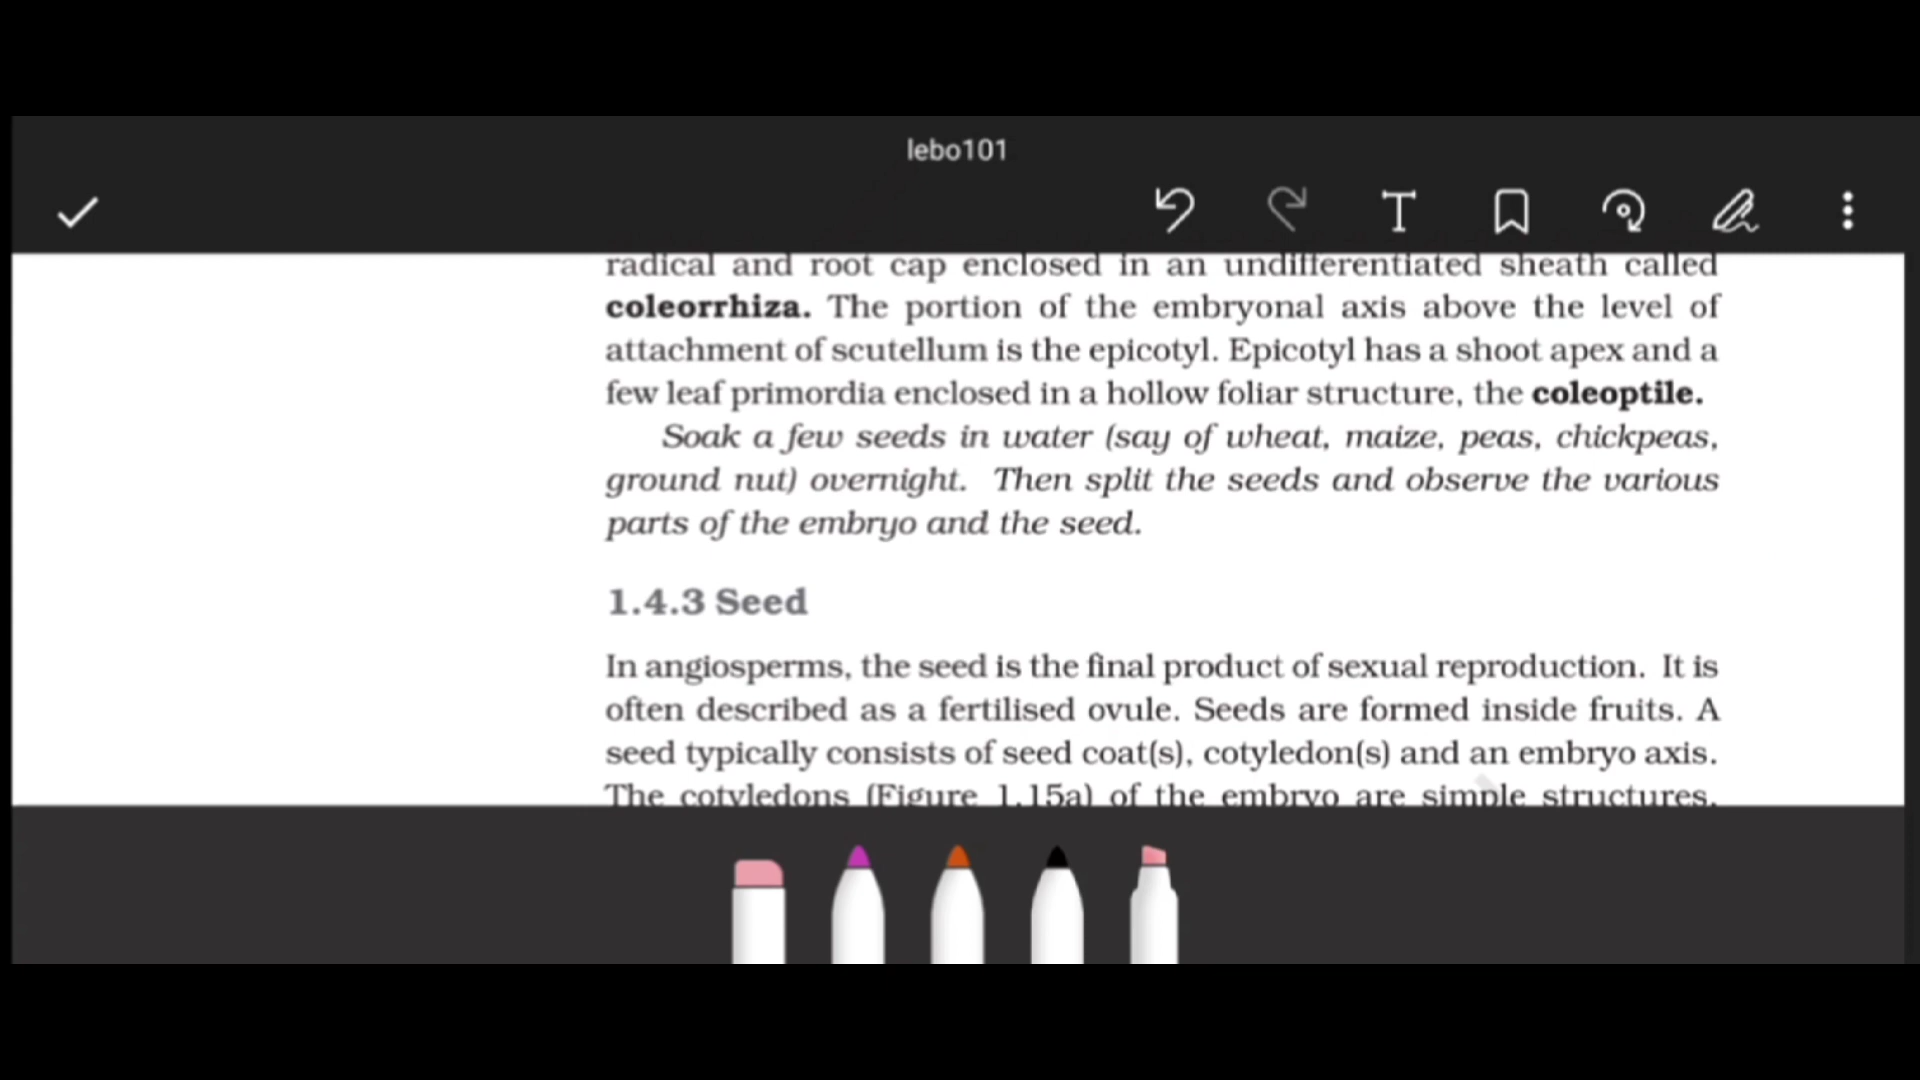 lebo101
T
radical and root cap enclosed in an undifferentiated sheath called
coleorrhiza. The portion of the embryonal axis above the level of
attachment of scutellum is the epicotyl. Epicotyl has a shoot apex and a
few leaf primordia enclosed in a hollow foliar structure, the coleoptile.
Soak a few seeds in water (say of wheat, maize, peas, chickpeas,
ground nut) overnight. Then split the seeds and observe the various
parts of the embryo and the seed.
1.4.3 Seed
In angiosperms, the seed is the final product of sexual reproduction. It is
often described as a fertilised ovule. Seeds are formed inside fruits. A
seed typically consists of seed coat(s), cotyledon(s) and an embryo axis.
The cotyledons (Figure 1.15a) of the embryo are simple structures,